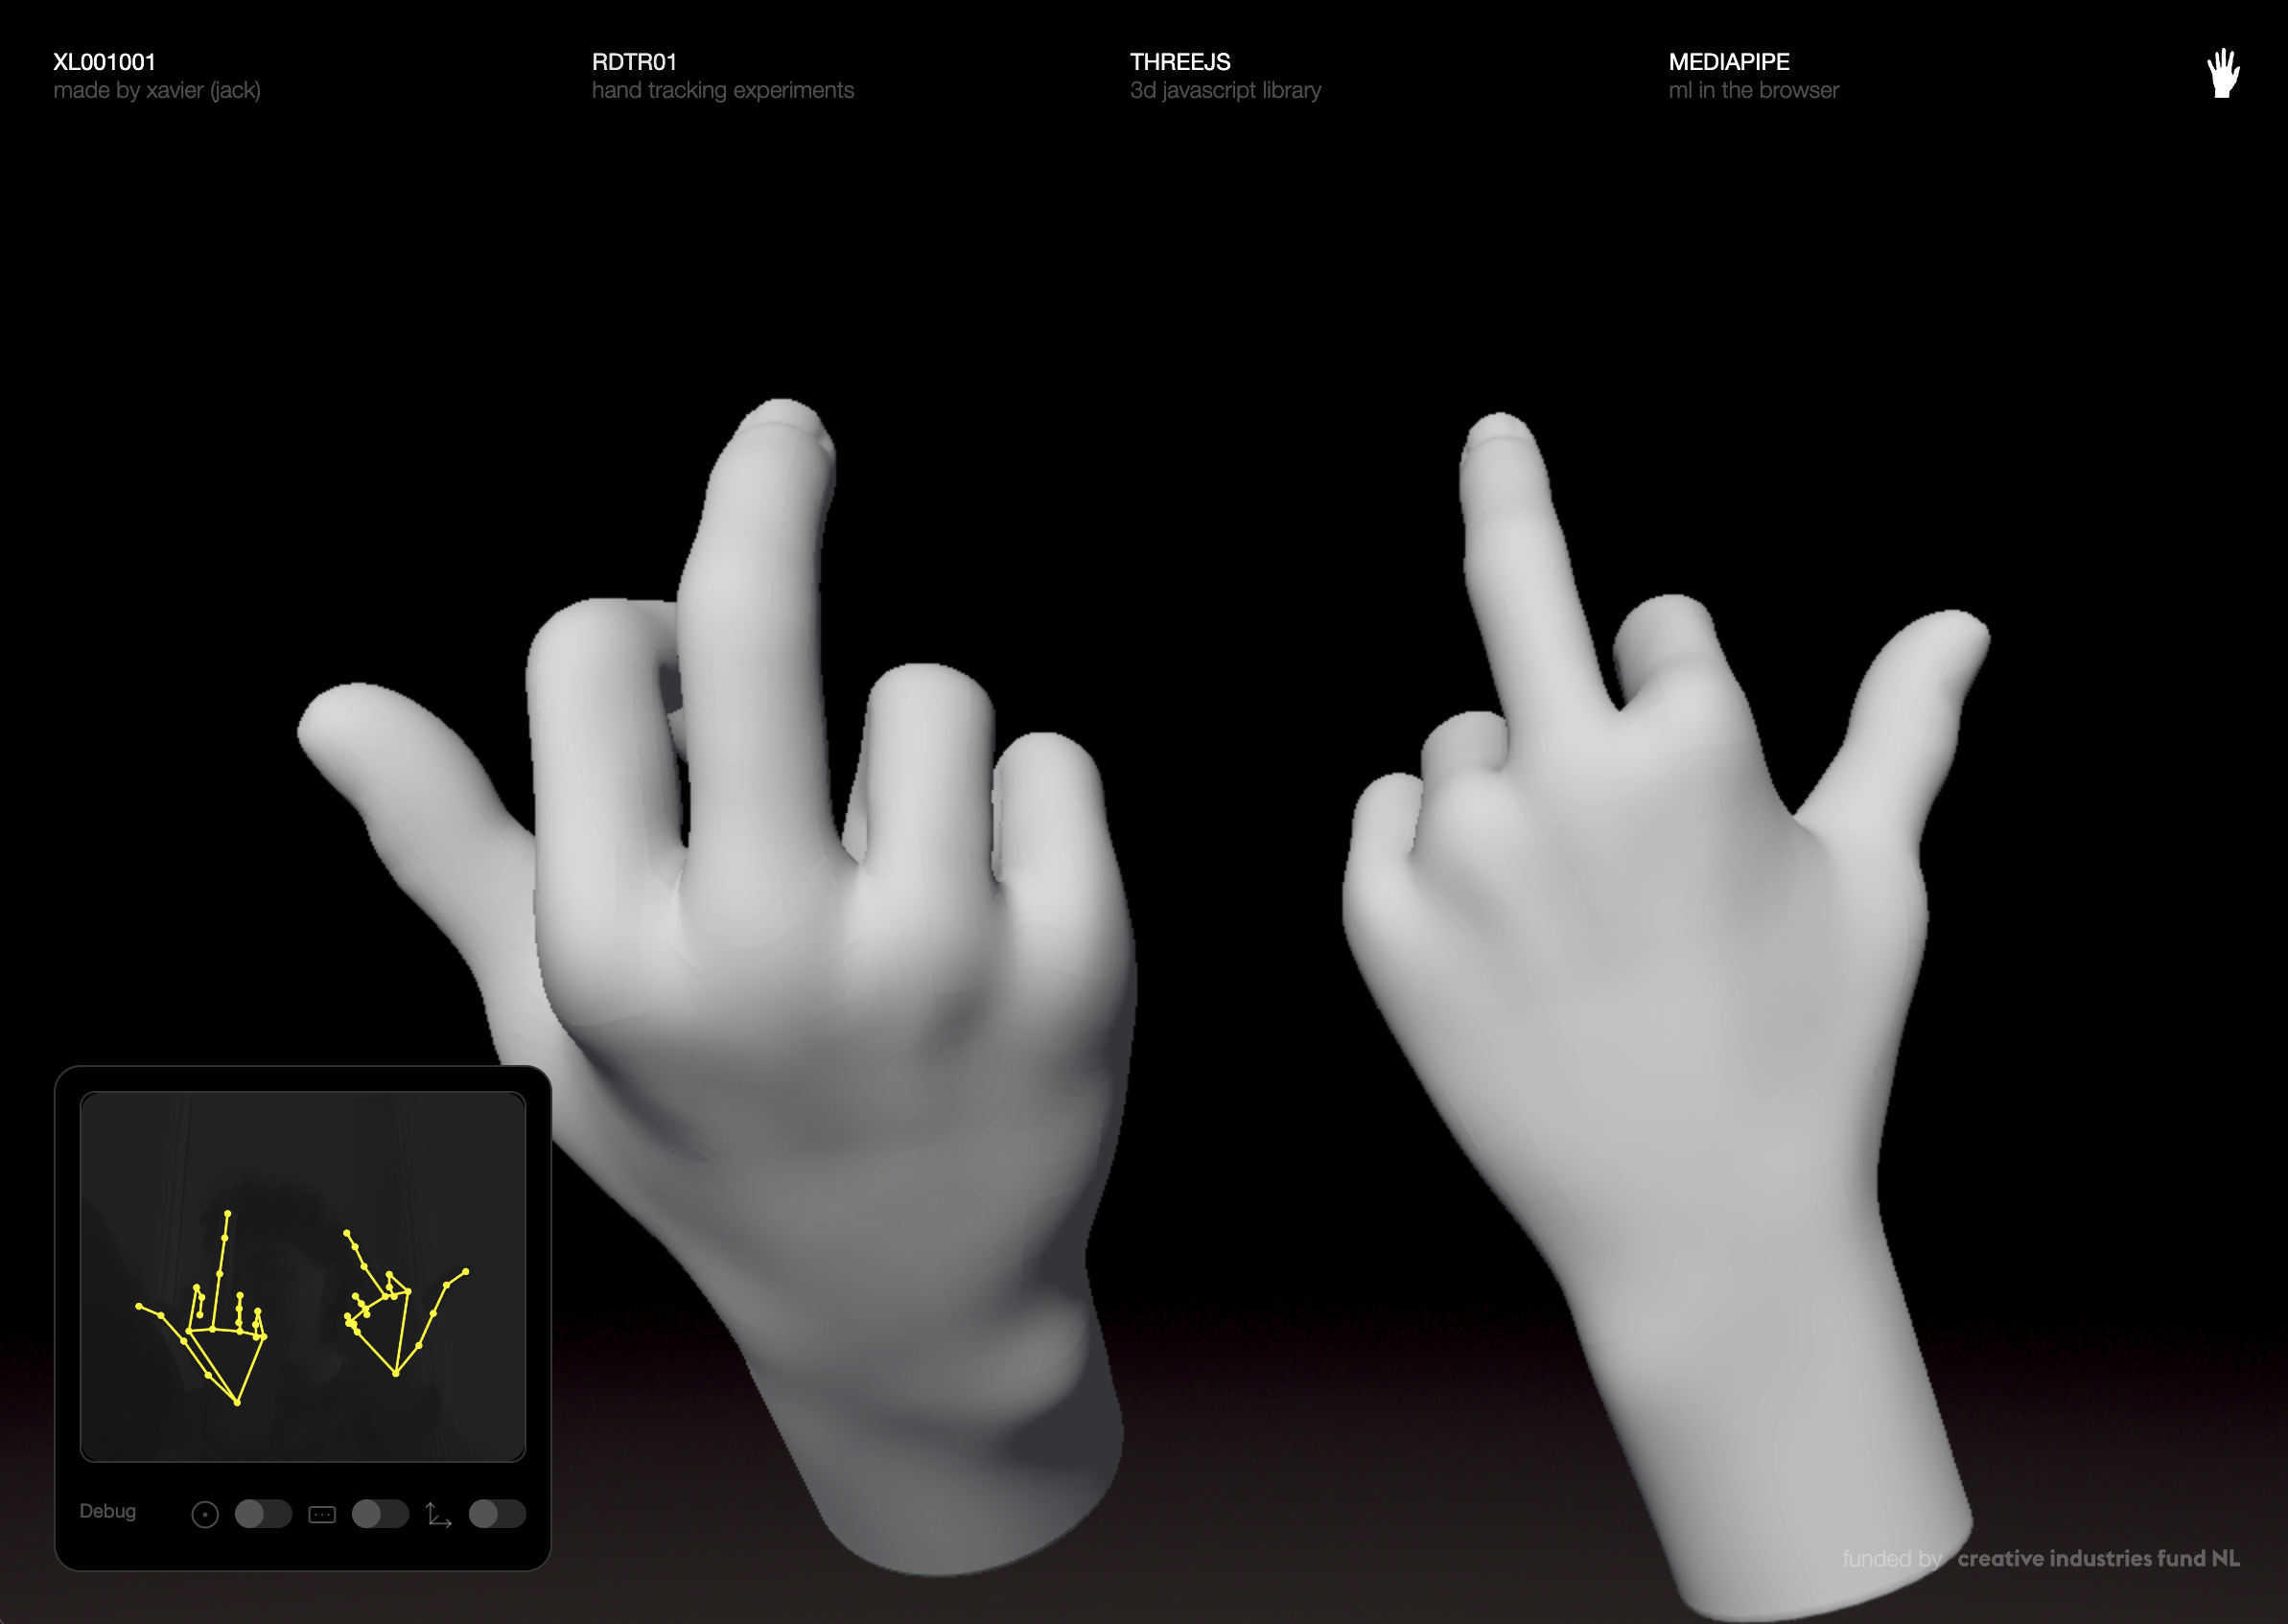 XL001001
made by xavier (jack)
RDTR01
hand tracking experiments
THREEJS
3d javascript library
MEDIAPIPE
ml in the browser
Debug
funded by creative industries fund NL